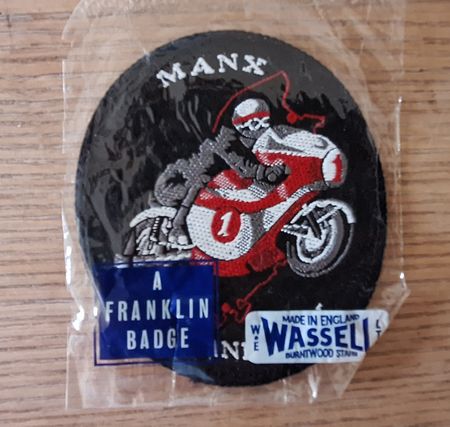 MANX
1
1
A
FRANKLIN
BADGE
MADE IN ENGLAND
W.E WASSELL L
BURNTWOOD STAFFS